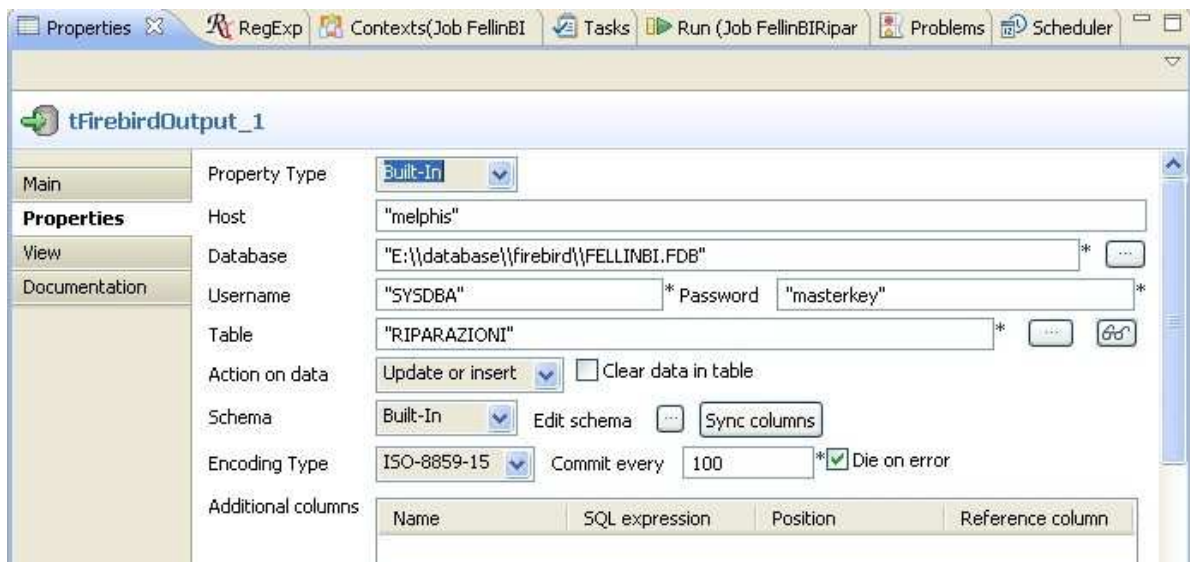 Properties RegExp Contexts(Job FellinBI Tasks Run (Job FellinBIRipar Problems Scheduler
tFirebirdOutput_1
Main
Properties
View
Documentation
Property Type Built-In
Host "melphis"
Database "E:\\database\\firebird\\FELLINBI.FDB" * ...
Username "SYSDBA" * Password "masterkey" *
Table "RIPARAZIONI" * ...
Action on data Update or insert Clear data in table
Schema Built-In Edit schema ... Sync columns
Encoding Type ISO-8859-15 Commit every 100 * Die on error
Additional columns Name SQL expression Position Reference column